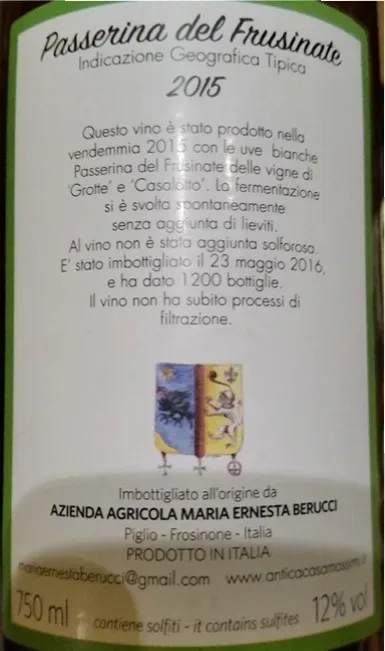 Passerina del Frusinate
Indicazione Geografica Tipica
2015
Questo vino è stato prodotto nella
vendemmia 2015 con le uve bianche
Passerina del Frusinate delle vigne di
'Grotte' e 'Casalotto'. La fermentazione
si è svolta spontaneamente
senza aggiunta di lieviti.
Al vino non è stata aggiunta solforosa.
E' stato imbottigliato il 23 maggio 2016,
e ha dato 1200 bottiglie.
Il vino non ha subito processi di
filtrazione.
Imbottigliato all'origine da
AZIENDA AGRICOLA MARIA ERNESTA BERUCCI
Piglio - Frosinone - Italia
PRODOTTO IN ITALIA
mariaernestaberucci@gmail.com www.anticacasamassimi.it
750 ml contiene solfiti - it contains sulfites 12% vol